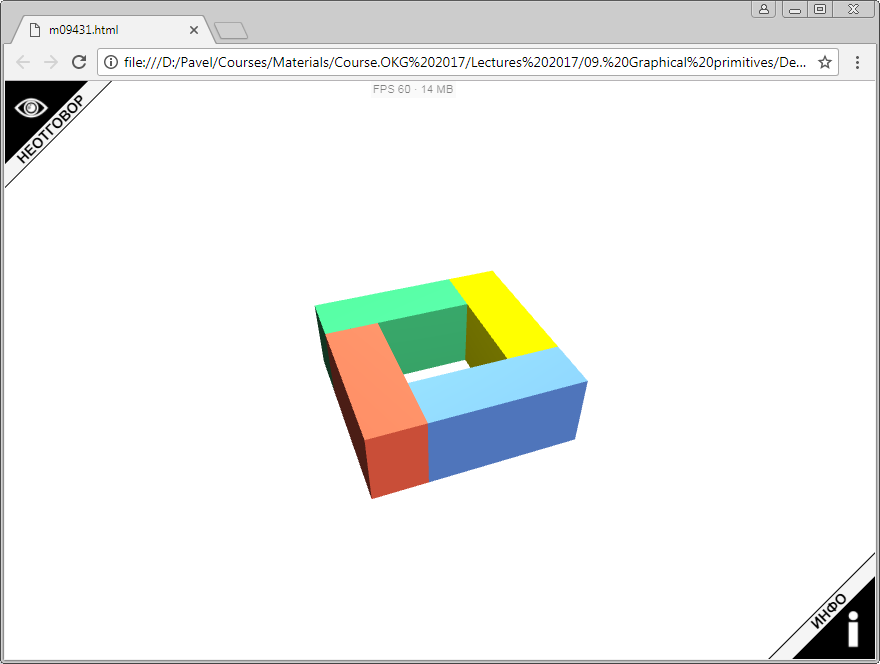 m09431.html
file:///D:/Pavel/Courses/Materials/Course.OKG%202017/Lectures%202017/09.%20Graphical%20primitives/De...
FPS 60 · 14 MB
НЕОТГОВОР
ИНФО